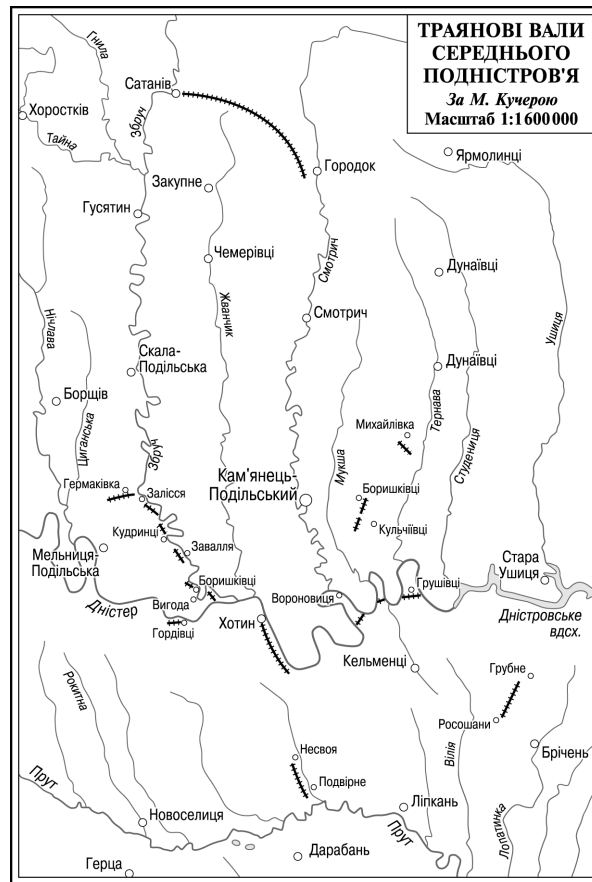 ТРАЯНОВІ ВАЛИ
СЕРЕДНЬОГО
ПОДНІСТРОВ'Я
За М. Кучерою
Масштаб 1:1600000
Гнила
Сатанів
Хоростків
Збруч
Тайна
Ярмолинці
Городок
Закупне
Гусятин
Чемерівці
Смотрич
Дунаївці
Жванчик
Ушиця
Нічлава
Смотрич
Скала-
Подільська
Дунаївці
Борщів
Циганська
Тернава
Михайлівка
Збруч
Мукша
Студениця
Гермаківка
Залісся
Кам'янець-
Подільський
Боришківці
Кудринці
Кульчіївці
Мельниця-
Подільська
Завалля
Стара
Ушиця
Боришківці
Грушівці
Вигода
Вороновиця
Дністер
Хотин
Дністровське
вдсх.
Гордівці
Кельменці
Грубне
Рокитна
Росошани
Вілія
Брічень
Несвоя
Прут
Подвірне
Ліпкань
Новоселиця
Прут
Лопатинка
Дарабань
Герца